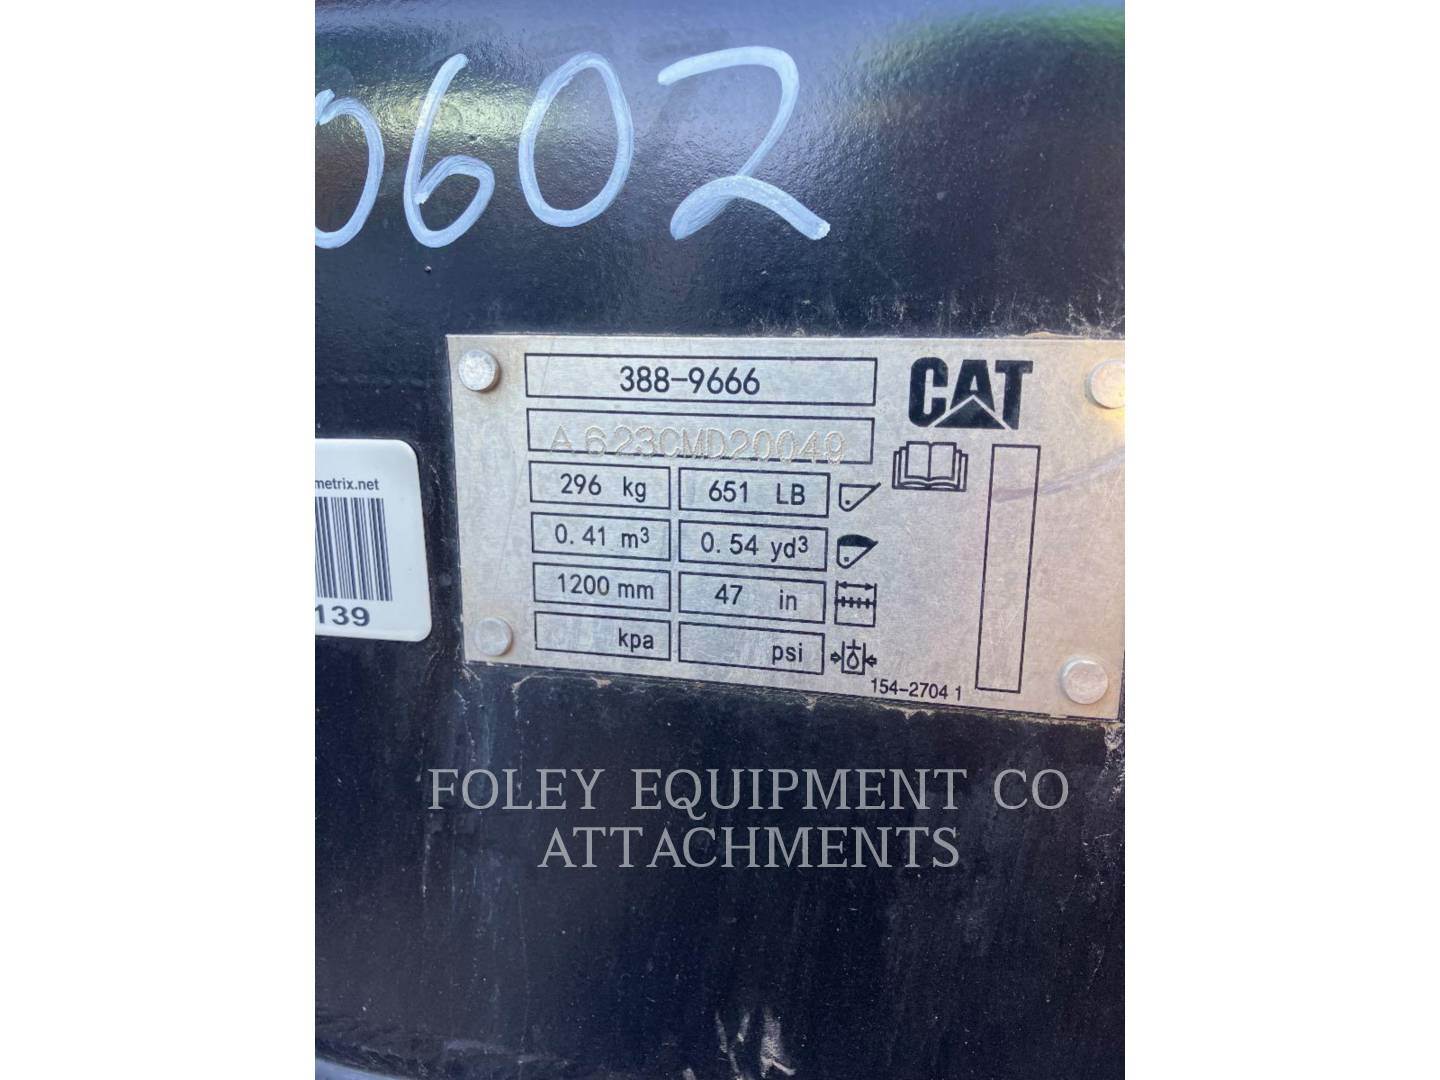 0602
388-9666
CAT
A623CMD20049
296 kg 651 LB
0.41 m³ 0.54 yd³
1200 mm 47 in
kpa psi
154-2704 1
metrix.net
139
FOLEY EQUIPMENT CO
ATTACHMENTS